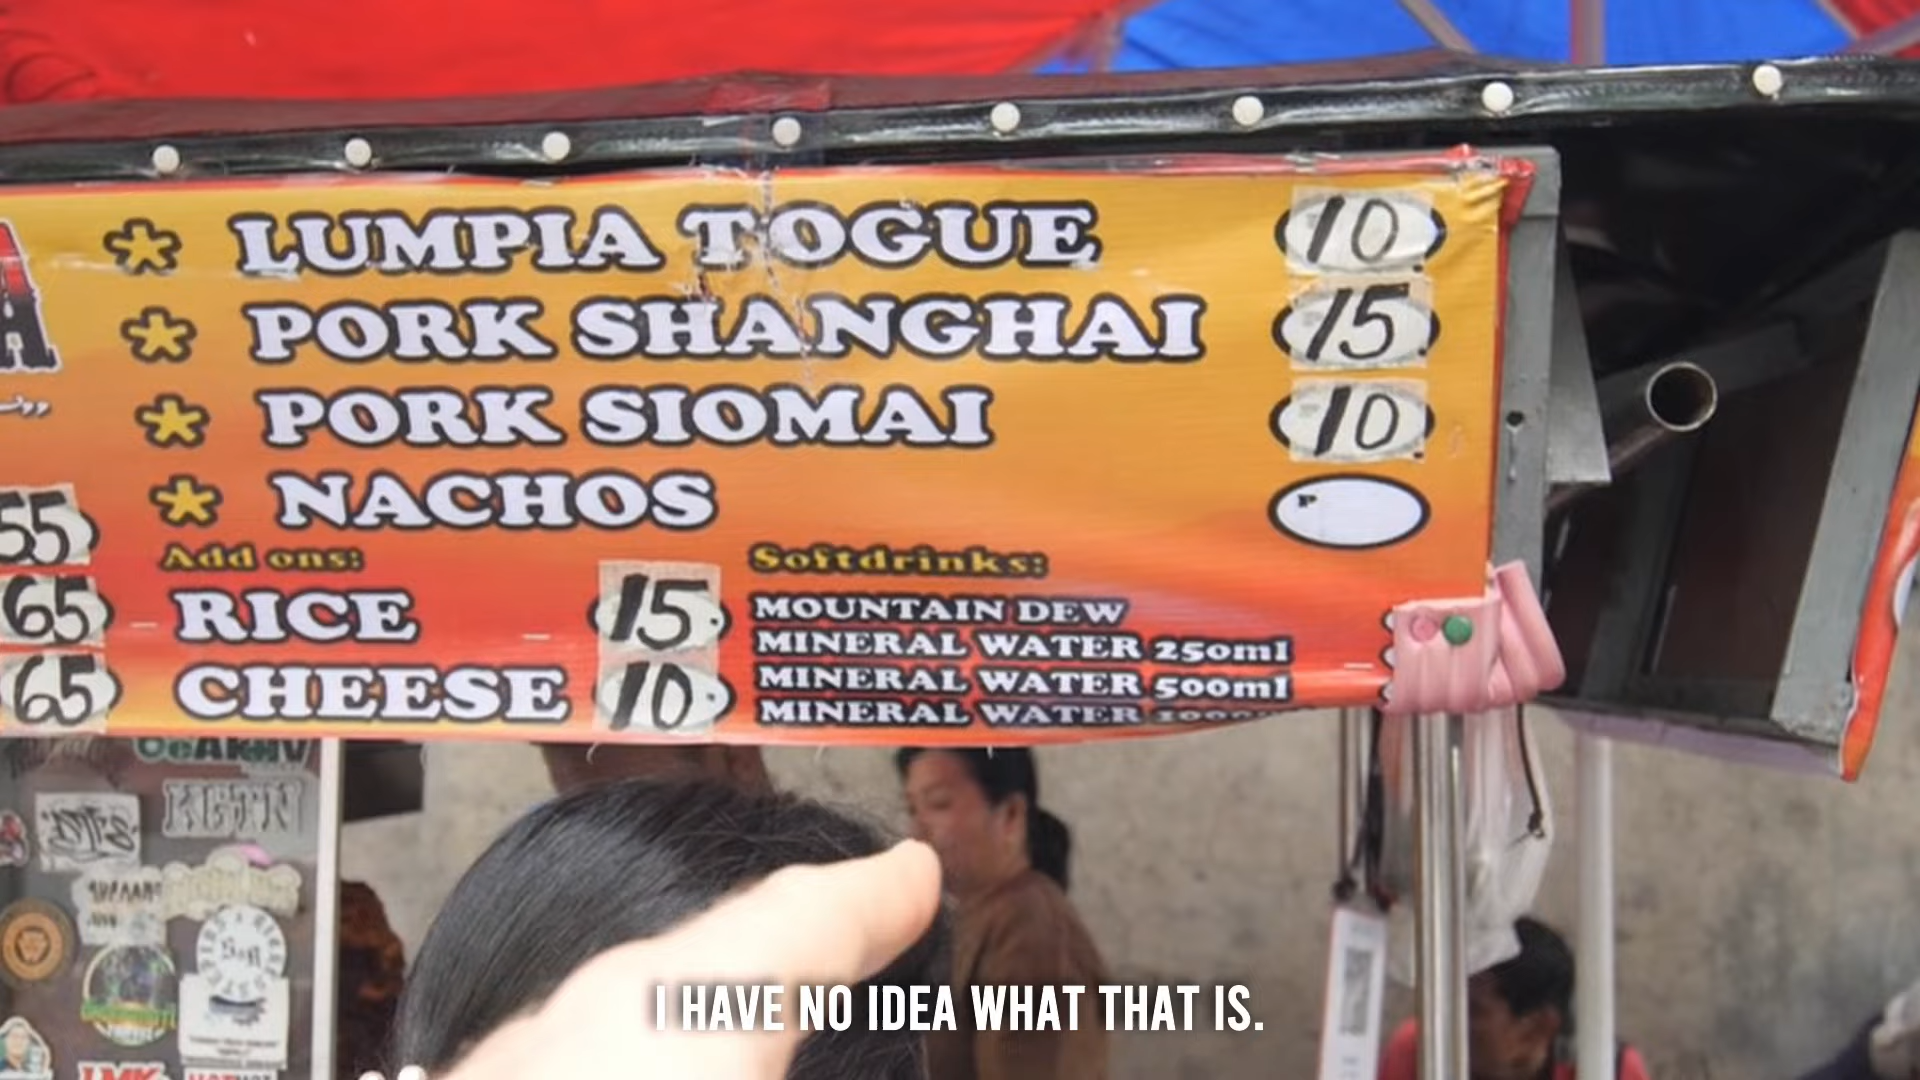 * LUMPIA TOGUE 10
* PORK SHANGHAI 15
* PORK SIOMAI 10
* NACHOS P
55
Add ons:
Softdrinks:
65
RICE 15
MOUNTAIN DEW
MINERAL WATER 250ml
65
CHEESE 10
MINERAL WATER 500ml
MINERAL WATER
KGTN
S&R
I HAVE NO IDEA WHAT THAT IS.